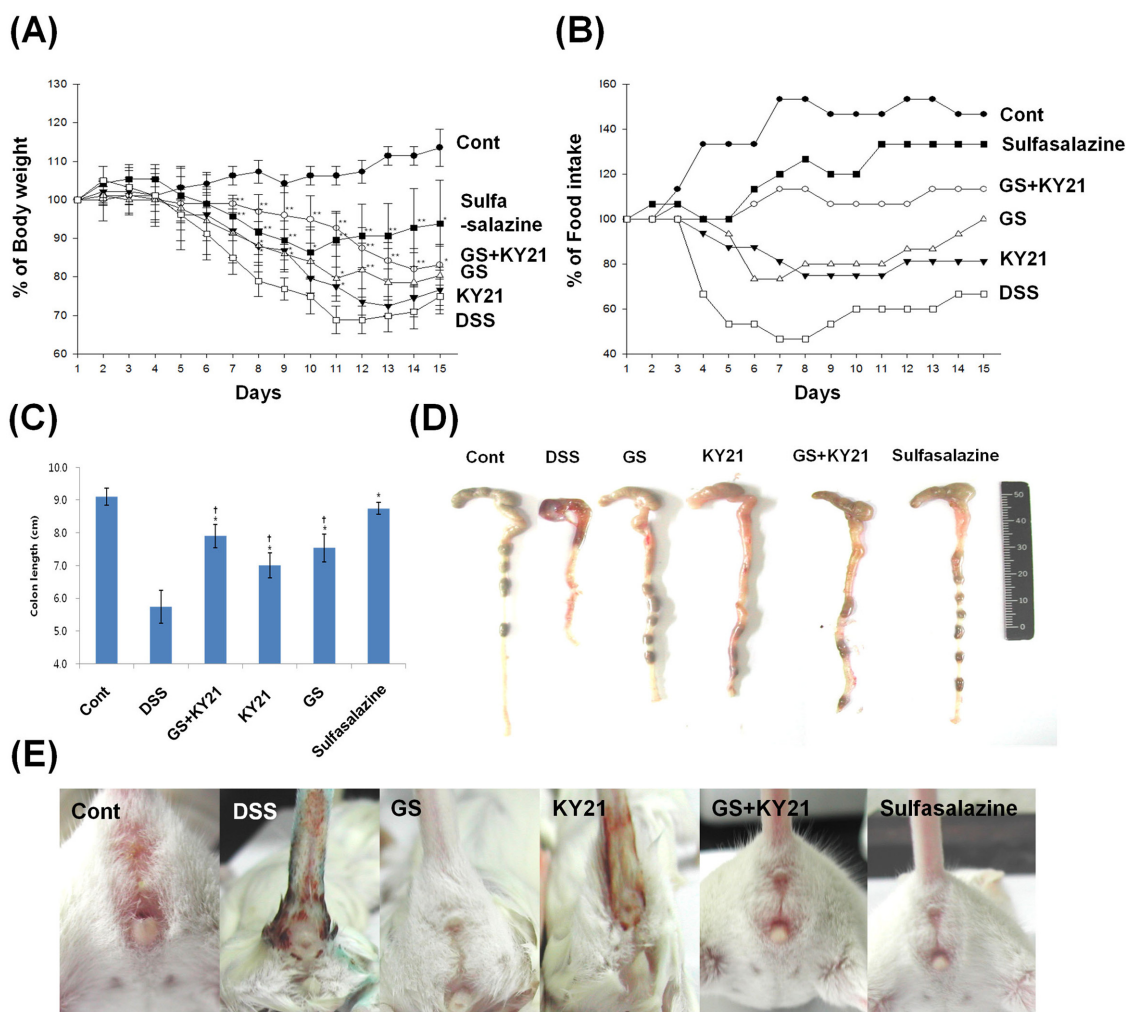 (A)
% of Body weight
130
120
110
100
90
80
70
60
1 2 3 4 5 6 7 8 9 10 11 12 13 14 15
Days
Cont
Sulfa
-salazine
GS+KY21
GS
KY21
DSS
(B)
% of Food intake
160
140
120
100
80
60
40
1 2 3 4 5 6 7 8 9 10 11 12 13 14 15
Days
Cont
Sulfasalazine
GS+KY21
GS
KY21
DSS
(C)
Colon length (cm)
10.0
9.0
8.0
7.0
6.0
5.0
4.0
† † †
* * * *
Cont DSS GS+KY21 KY21 GS Sulfasalazine
(D)
Cont DSS GS KY21 GS+KY21 Sulfasalazine
50
40
30
20
10
0
(E)
Cont DSS GS KY21 GS+KY21 Sulfasalazine